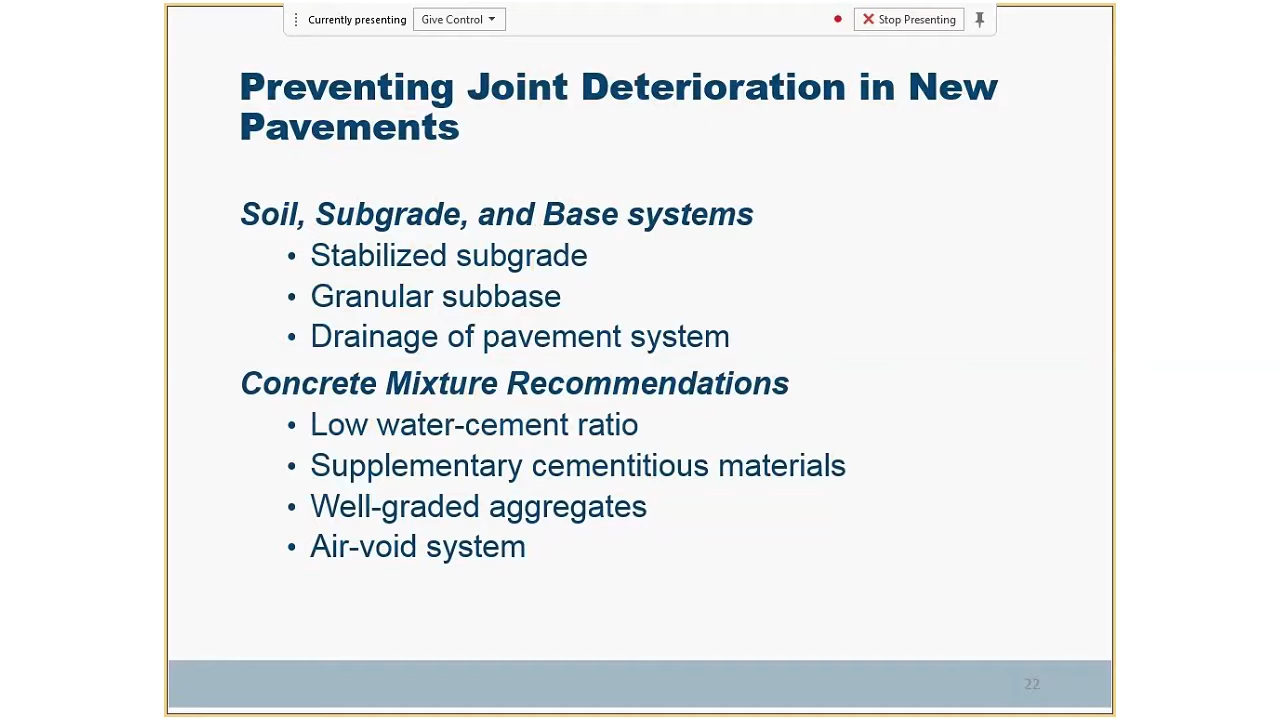 Currently presenting Give Control Stop Presenting
Preventing Joint Deterioration in New
Pavements
Soil, Subgrade, and Base systems
• Stabilized subgrade
• Granular subbase
• Drainage of pavement system
Concrete Mixture Recommendations
• Low water-cement ratio
• Supplementary cementitious materials
• Well-graded aggregates
• Air-void system
22